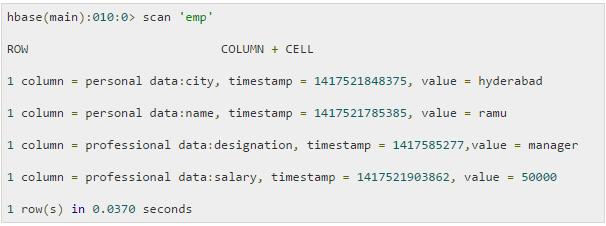 hbase(main):010:0> scan 'emp'
ROW COLUMN + CELL
1 column = personal data:city, timestamp = 1417521848375, value = hyderabad
1 column = personal data:name, timestamp = 1417521785385, value = ramu
1 column = professional data:designation, timestamp = 1417585277,value = manager
1 column = professional data:salary, timestamp = 1417521903862, value = 50000
1 row(s) in 0.0370 seconds